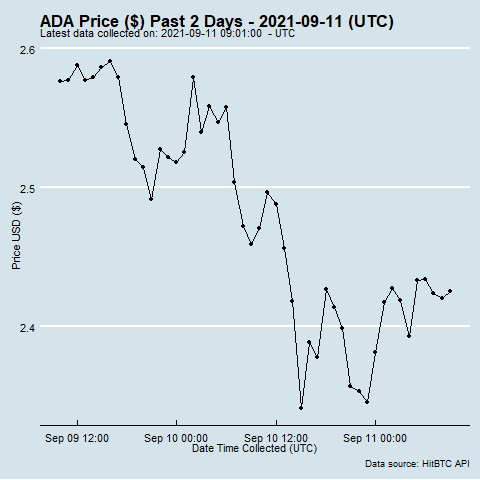 ADA Price ($) Past 2 Days - 2021-09-11 (UTC)
Latest data collected on: 2021-09-11 09:01:00 - UTC
2.6
2.5
2.4
Price USD ($)
Sep 09 12:00 Sep 10 00:00 Sep 10 12:00 Sep 11 00:00
Date Time Collected (UTC)
Data source: HitBTC API